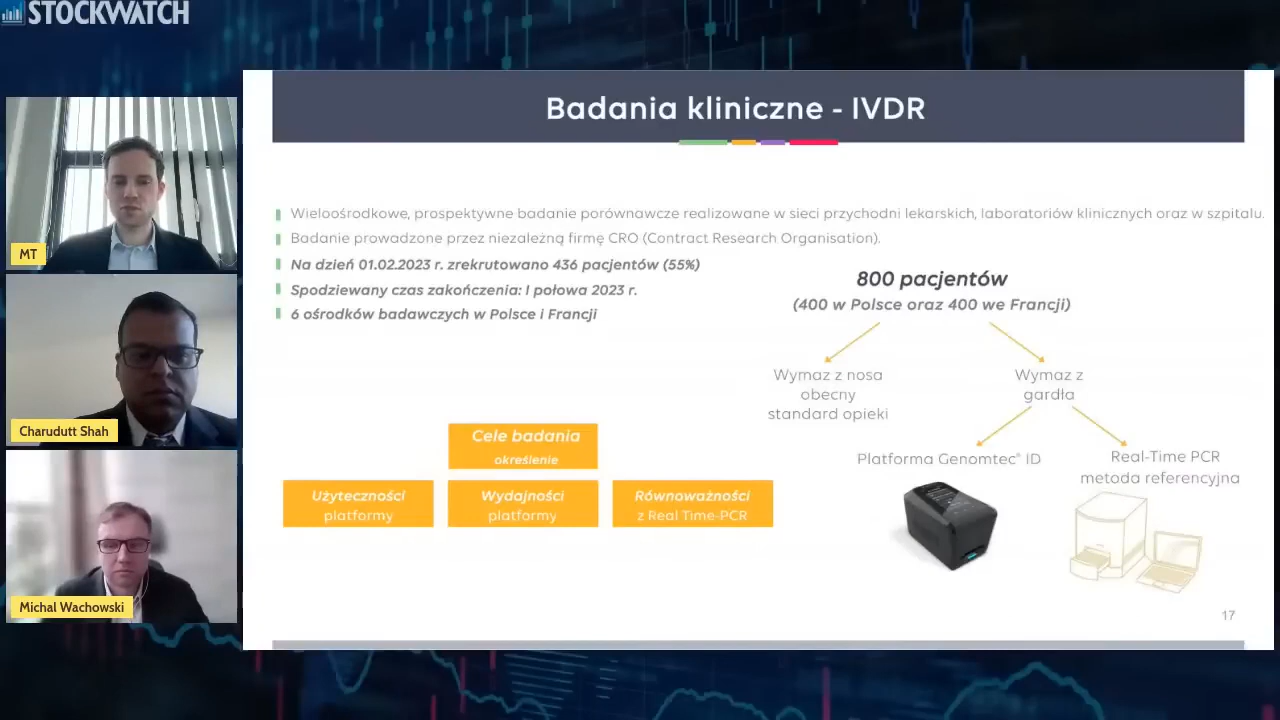 STOCKWATCH
MT
Charudutt Shah
Michal Wachowski
Badania kliniczne - IVDR
Wieloośrodkowe, prospektywne badanie porównawcze realizowane w sieci przychodni lekarskich, laboratoriów klinicznych oraz w szpitalu.
Badanie prowadzone przez niezależną firmę CRO (Contract Research Organisation).
Na dzień 01.02.2023 r. zrekrutowano 436 pacjentów (55%)
Spodziewany czas zakończenia: I połowa 2023 r.
6 ośrodków badawczych w Polsce i Francji
800 pacjentów
(400 w Polsce oraz 400 we Francji)
Wymaz z nosa
obecny
standard opieki
Wymaz z
gardła
Platforma Genomtec® ID
Real-Time PCR
metoda referencyjna
Cele badania
określenie
Użyteczności
platformy
Wydajności
platformy
Równoważności
z Real Time-PCR
17